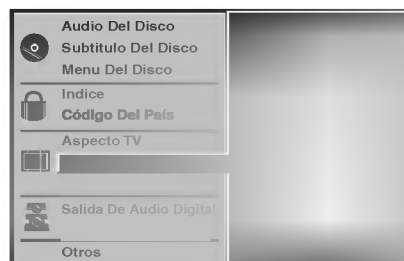 Audio Del Disco
Subtitulo Del Disco
Menu Del Disco
Indice
Código Del País
Aspecto TV
Salida De Audio Digital
Otros